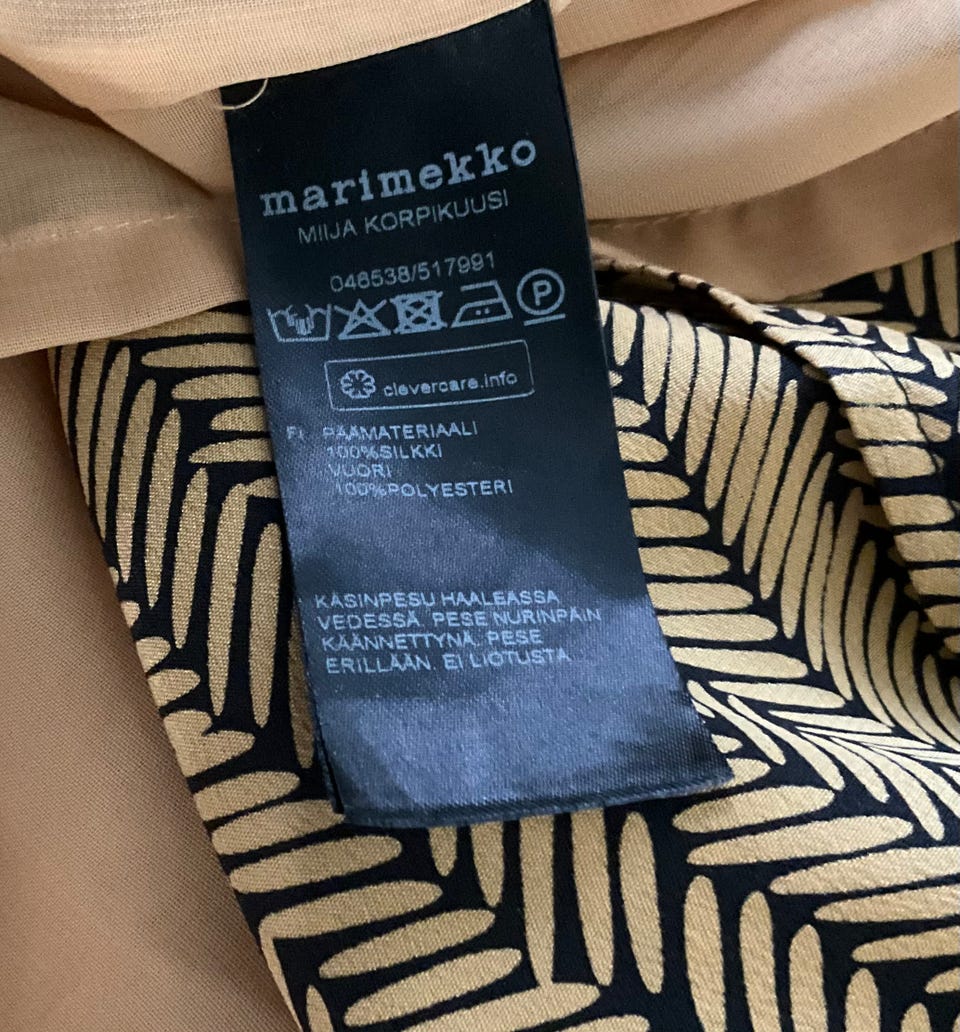 marimekko
MIIJA KORPIKUUSI
046538/517991
P
clevercare.info
FI PÄÄMATERIAALI
100%SILKKI
VUORI
100%POLYESTERI
KÄSINPESU HAALEASSA
VEDESSÄ. PESE NURINPÄIN
KÄÄNNETTYNÄ. PESE
ERILLÄÄN. EI LIOTUSTA